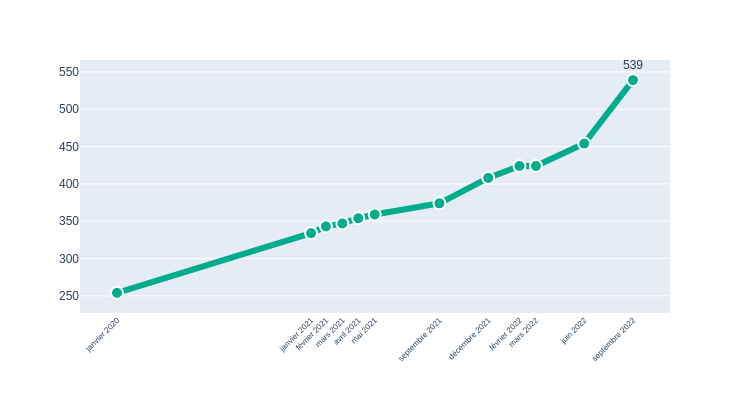 539
550
500
450
400
350
300
250
janvier 2020
janvier 2021
février 2021
mars 2021
avril 2021
mai 2021
septembre 2021
décembre 2021
février 2022
mars 2022
juin 2022
septembre 2022